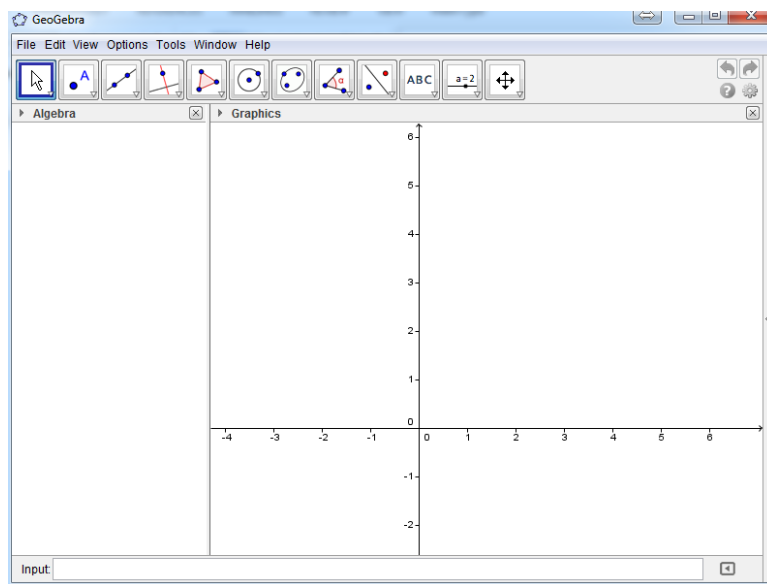 GeoGebra
File Edit View Options Tools Window Help
A
α
ABC
a=2
Algebra
Graphics
6
5
4
3
2
1
0
-4 -3 -2 -1 0 1 2 3 4 5 6
-1
-2
Input: